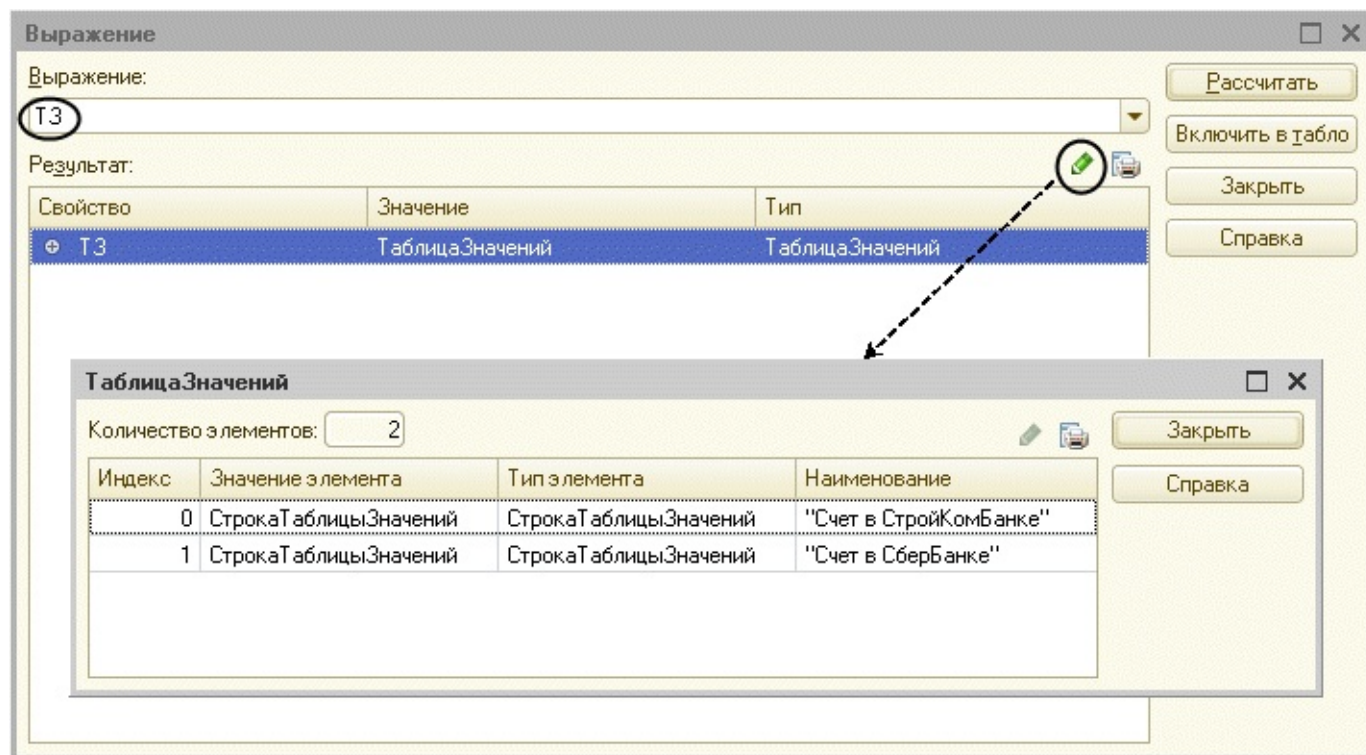 Выражение
Выражение:
ТЗ
Результат:
Рассчитать
Включить в табло
Закрыть
Справка
Свойство Значение Тип
ТЗ ТаблицаЗначений ТаблицаЗначений
ТаблицаЗначений
Количество элементов: 2
Закрыть
Справка
Индекс Значение элемента Тип элемента Наименование
0 СтрокаТаблицыЗначений СтрокаТаблицыЗначений "Счет в СтройКомБанке"
1 СтрокаТаблицыЗначений СтрокаТаблицыЗначений "Счет в СберБанке"